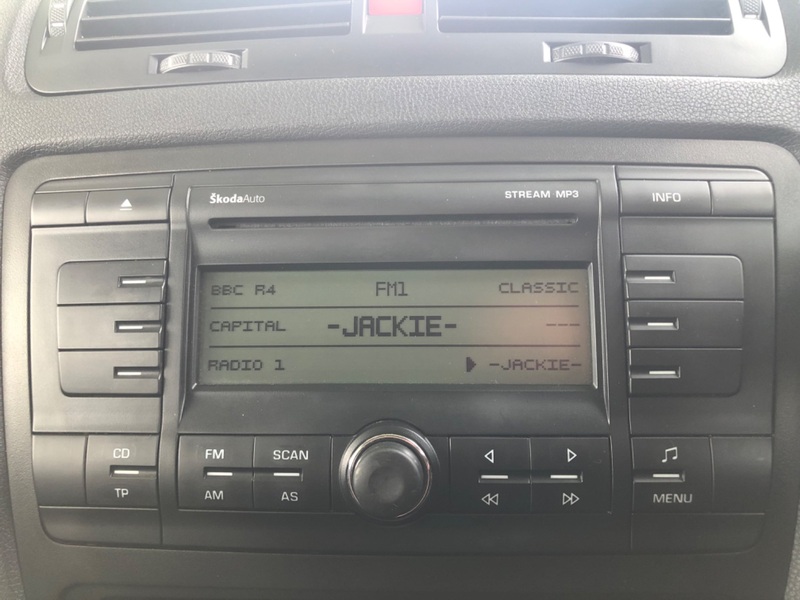 ŠkodaAuto STREAM MP3 INFO
BBC R4 FM1 CLASSIC
CAPITAL -JACKIE- ---
RADIO 1 -JACKIE-
CD FM SCAN
TP AM AS MENU